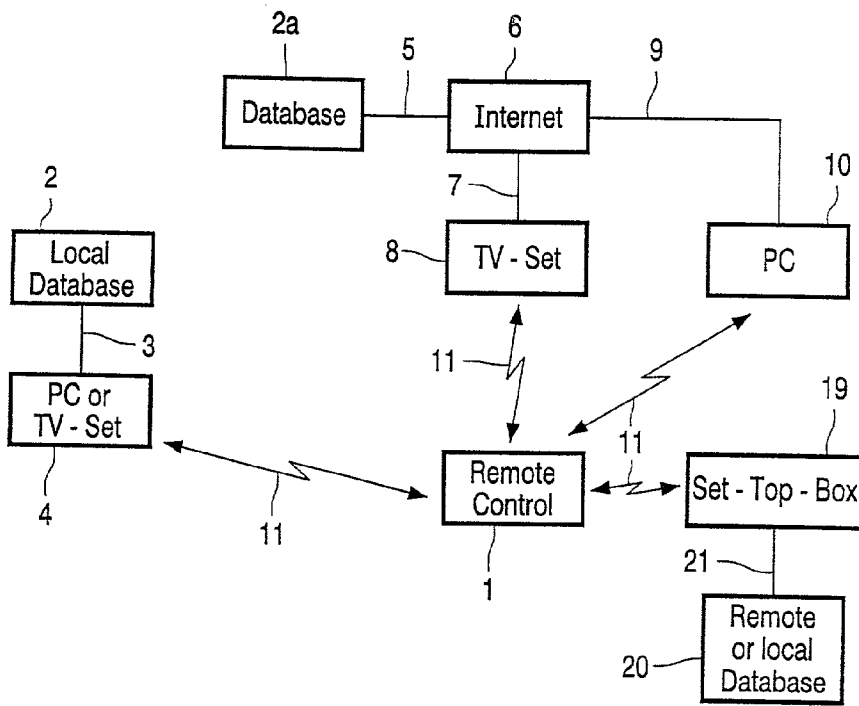 2a
5
6
9
Database
Internet
2
7
10
Local
Database
8
TV - Set
PC
3
11
PC or
TV - Set
11
19
4
11
Remote
Control
Set - Top - Box
1
21
20
Remote
or local
Database